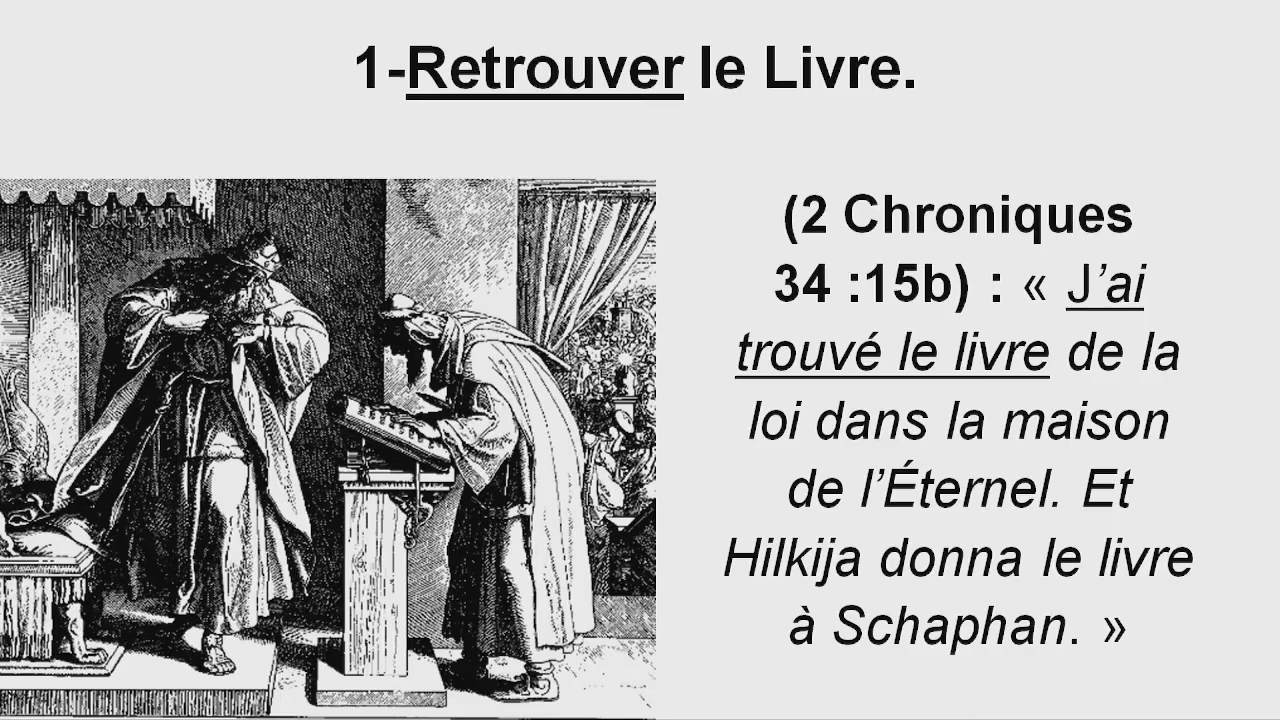 1-Retrouver le Livre.
(2 Chroniques
34 :15b) : « J’ai
trouvé le livre de la
loi dans la maison
de l’Éternel. Et
Hilkija donna le livre
à Schaphan. »